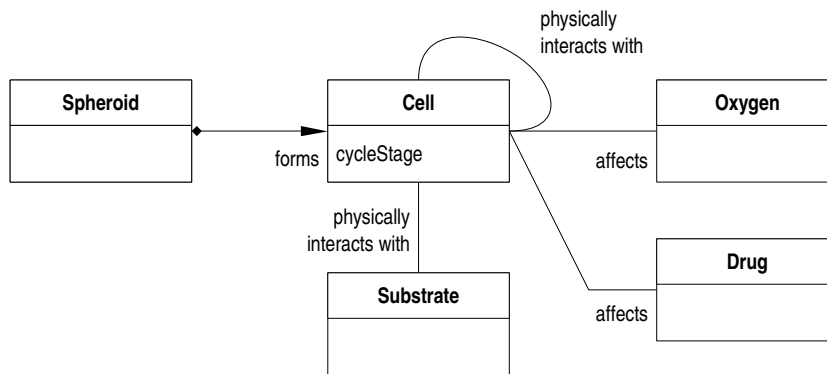 physically
interacts with
Spheroid
Cell
Oxygen
forms
cycleStage
affects
physically
interacts with
Drug
Substrate
affects